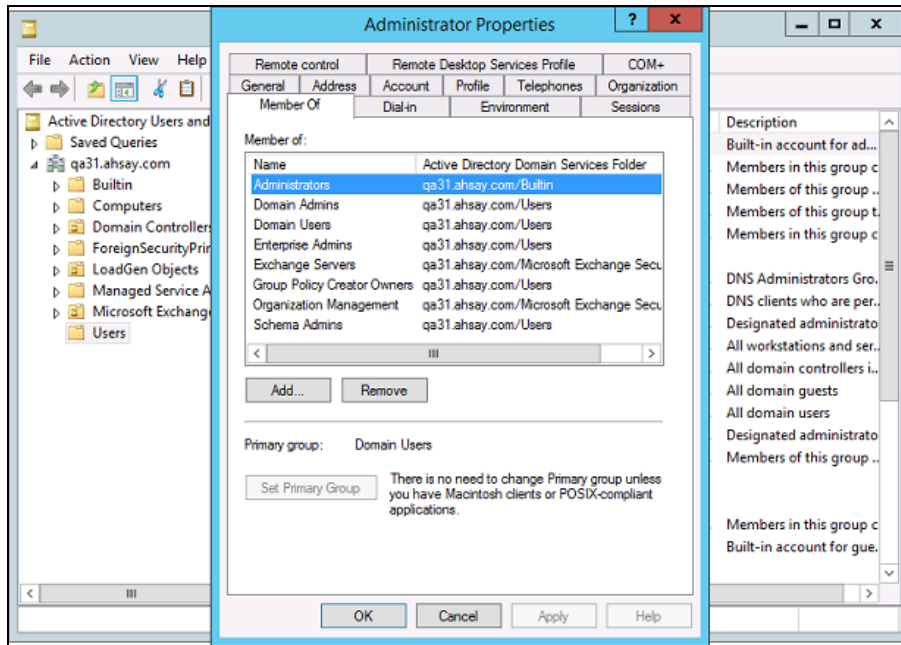 Administrator Properties
?
x
x
File Action View Help
Active Directory Users and
Saved Queries
qa31.ahsay.com
Builtin
Computers
Domain Controllers
ForeignSecurityPrir
LoadGen Objects
Managed Service A
Microsoft Exchang
Users
Remote control Remote Desktop Services Profile COM+
General Address Account Profile Telephones Organization
Member Of Dial-in Environment Sessions
Member of:
Name Active Directory Domain Services Folder
Administrators qa31.ahsay.com/Builtin
Domain Admins qa31.ahsay.com/Users
Domain Users qa31.ahsay.com/Users
Enterprise Admins qa31.ahsay.com/Users
Exchange Servers qa31.ahsay.com/Microsoft Exchange Secu
Group Policy Creator Owners qa31.ahsay.com/Users
Organization Management qa31.ahsay.com/Microsoft Exchange Secu
Schema Admins qa31.ahsay.com/Users
Add... Remove
Primary group: Domain Users
Set Primary Group
There is no need to change Primary group unless
you have Macintosh clients or POSIX-compliant
applications.
OK Cancel Apply Help
Description
Built-in account for ad...
Members in this group c
Members of this group ..
Members of this group t.
Members in this group c
DNS Administrators Gro.
DNS clients who are per..
Designated administrato
All workstations and ser..
All domain controllers i..
All domain guests
All domain users
Designated administrato
Members of this group ..
Members in this group c
Built-in account for gue.